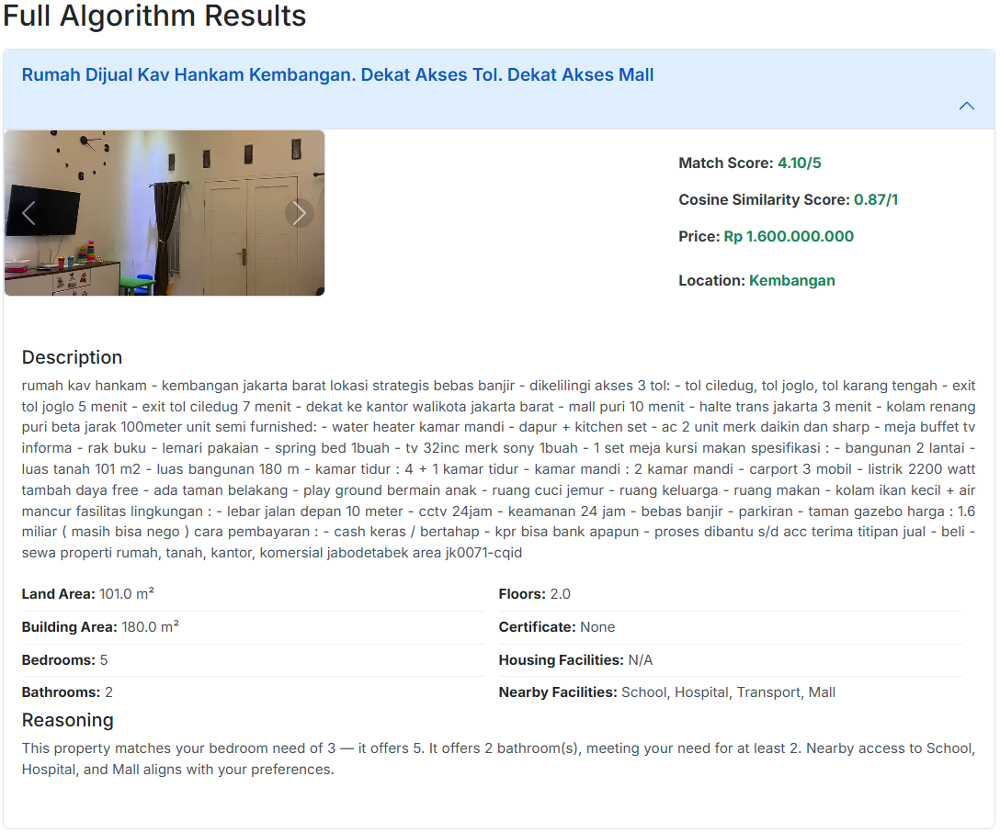 Full Algorithm Results
Rumah Dijual Kav Hankam Kembangan. Dekat Akses Tol. Dekat Akses Mall
Match Score: 4.10/5
Cosine Similarity Score: 0.87/1
Price: Rp 1.600.000.000
Location: Kembangan
Description
rumah kav hankam - kembangan jakarta barat lokasi strategis bebas banjir - dikelilingi akses 3 tol: - tol ciledug, tol joglo, tol karang tengah - exit
tol joglo 5 menit - exit tol ciledug 7 menit - dekat ke kantor walikota jakarta barat - mall puri 10 menit - halte trans jakarta 3 menit - kolam renang
puri beta jarak 100meter unit semi furnished: - water heater kamar mandi - dapur + kitchen set - ac 2 unit merk daikin dan sharp - meja buffet tv
informa - rak buku - lemari pakaian - spring bed 1buah - tv 32inc merk sony 1buah - 1 set meja kursi makan spesifikasi : - bangunan 2 lantai -
luas tanah 101 m2 - luas bangunan 180 m - kamar tidur : 4 + 1 kamar tidur - kamar mandi : 2 kamar mandi - carport 3 mobil - listrik 2200 watt
tambah daya free - ada taman belakang - play ground bermain anak - ruang cuci jemur - ruang keluarga - ruang makan - kolam ikan kecil + air
mancur fasilitas lingkungan : - lebar jalan depan 10 meter - cctv 24jam - keamanan 24 jam - bebas banjir - parkiran - taman gazebo harga : 1.6
miliar ( masih bisa nego ) cara pembayaran : - cash keras / bertahap - kpr bisa bank apapun - proses dibantu s/d acc terima titipan jual - beli -
sewa properti rumah, tanah, kantor, komersial jabodetabek area jk0071-cqid
Land Area: 101.0 m²
Floors: 2.0
Building Area: 180.0 m²
Certificate: None
Bedrooms: 5
Housing Facilities: N/A
Bathrooms: 2
Nearby Facilities: School, Hospital, Transport, Mall
Reasoning
This property matches your bedroom need of 3 — it offers 5. It offers 2 bathroom(s), meeting your need for at least 2. Nearby access to School,
Hospital, and Mall aligns with your preferences.